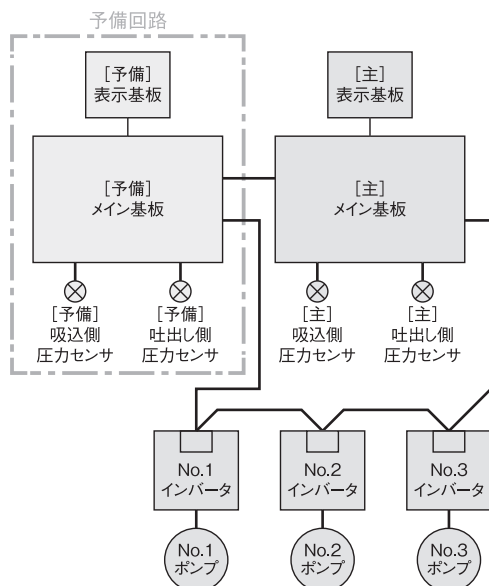 予備回路
[予備]
表示基板
[主]
表示基板
[予備]
メイン基板
[主]
メイン基板
[予備]
吸込側
圧力センサ
[予備]
吐出し側
圧力センサ
[主]
吸込側
圧力センサ
[主]
吐出し側
圧力センサ
No.1
インバータ
No.2
インバータ
No.3
インバータ
No.1
ポンプ
No.2
ポンプ
No.3
ポンプ